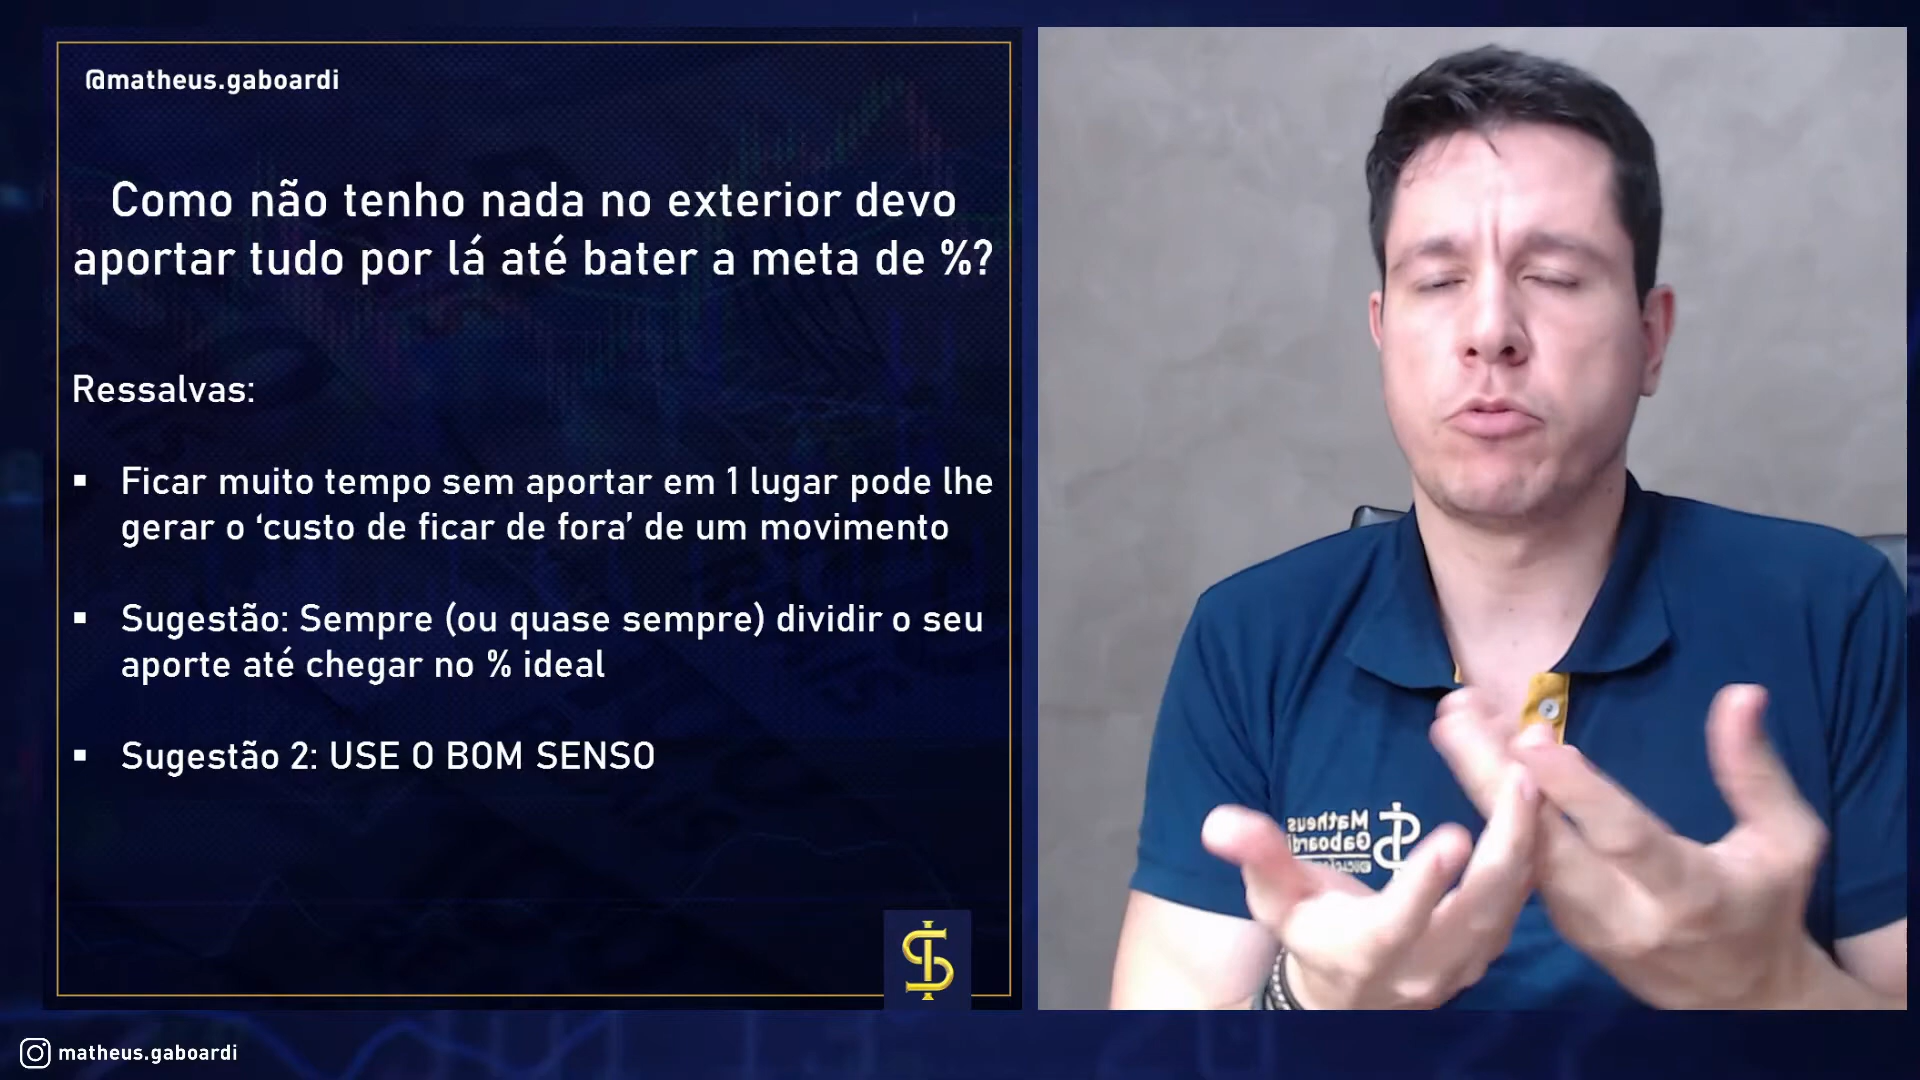 @matheus.gaboardi
Como não tenho nada no exterior devo
aportar tudo por lá até bater a meta de %?
Ressalvas:
▪ Ficar muito tempo sem aportar em 1 lugar pode lhe
gerar o ‘custo de ficar de fora’ de um movimento
▪ Sugestão: Sempre (ou quase sempre) dividir o seu
aporte até chegar no % ideal
▪ Sugestão 2: USE O BOM SENSO
Matheus
Gaboardi
matheus.gaboardi